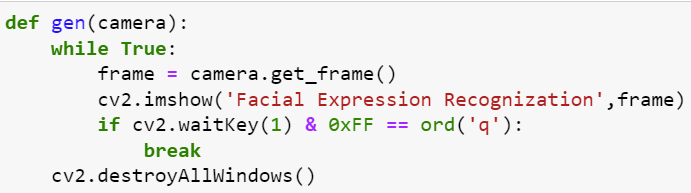 def gen(camera):
    while True:
        frame = camera.get_frame()
        cv2.imshow('Facial Expression Recognization',frame)
        if cv2.waitKey(1) & 0xFF == ord('q'):
            break
    cv2.destroyAllWindows()